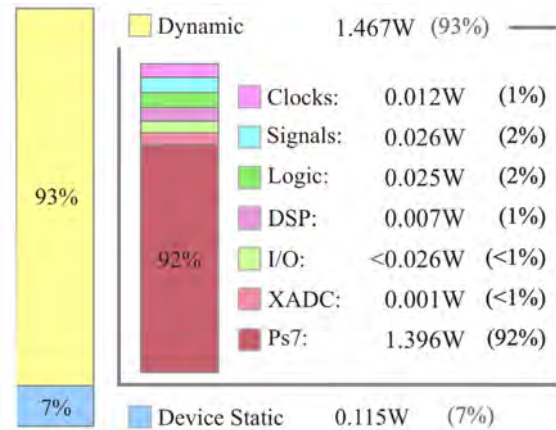 Dynamic 1.467W (93%)
Clocks: 0.012W (1%)
Signals: 0.026W (2%)
Logic: 0.025W (2%)
93%
DSP: 0.007W (1%)
92%
I/O: <0.026W (<1%)
XADC: 0.001W (<1%)
Ps7: 1.396W (92%)
7%
Device Static 0.115W (7%)